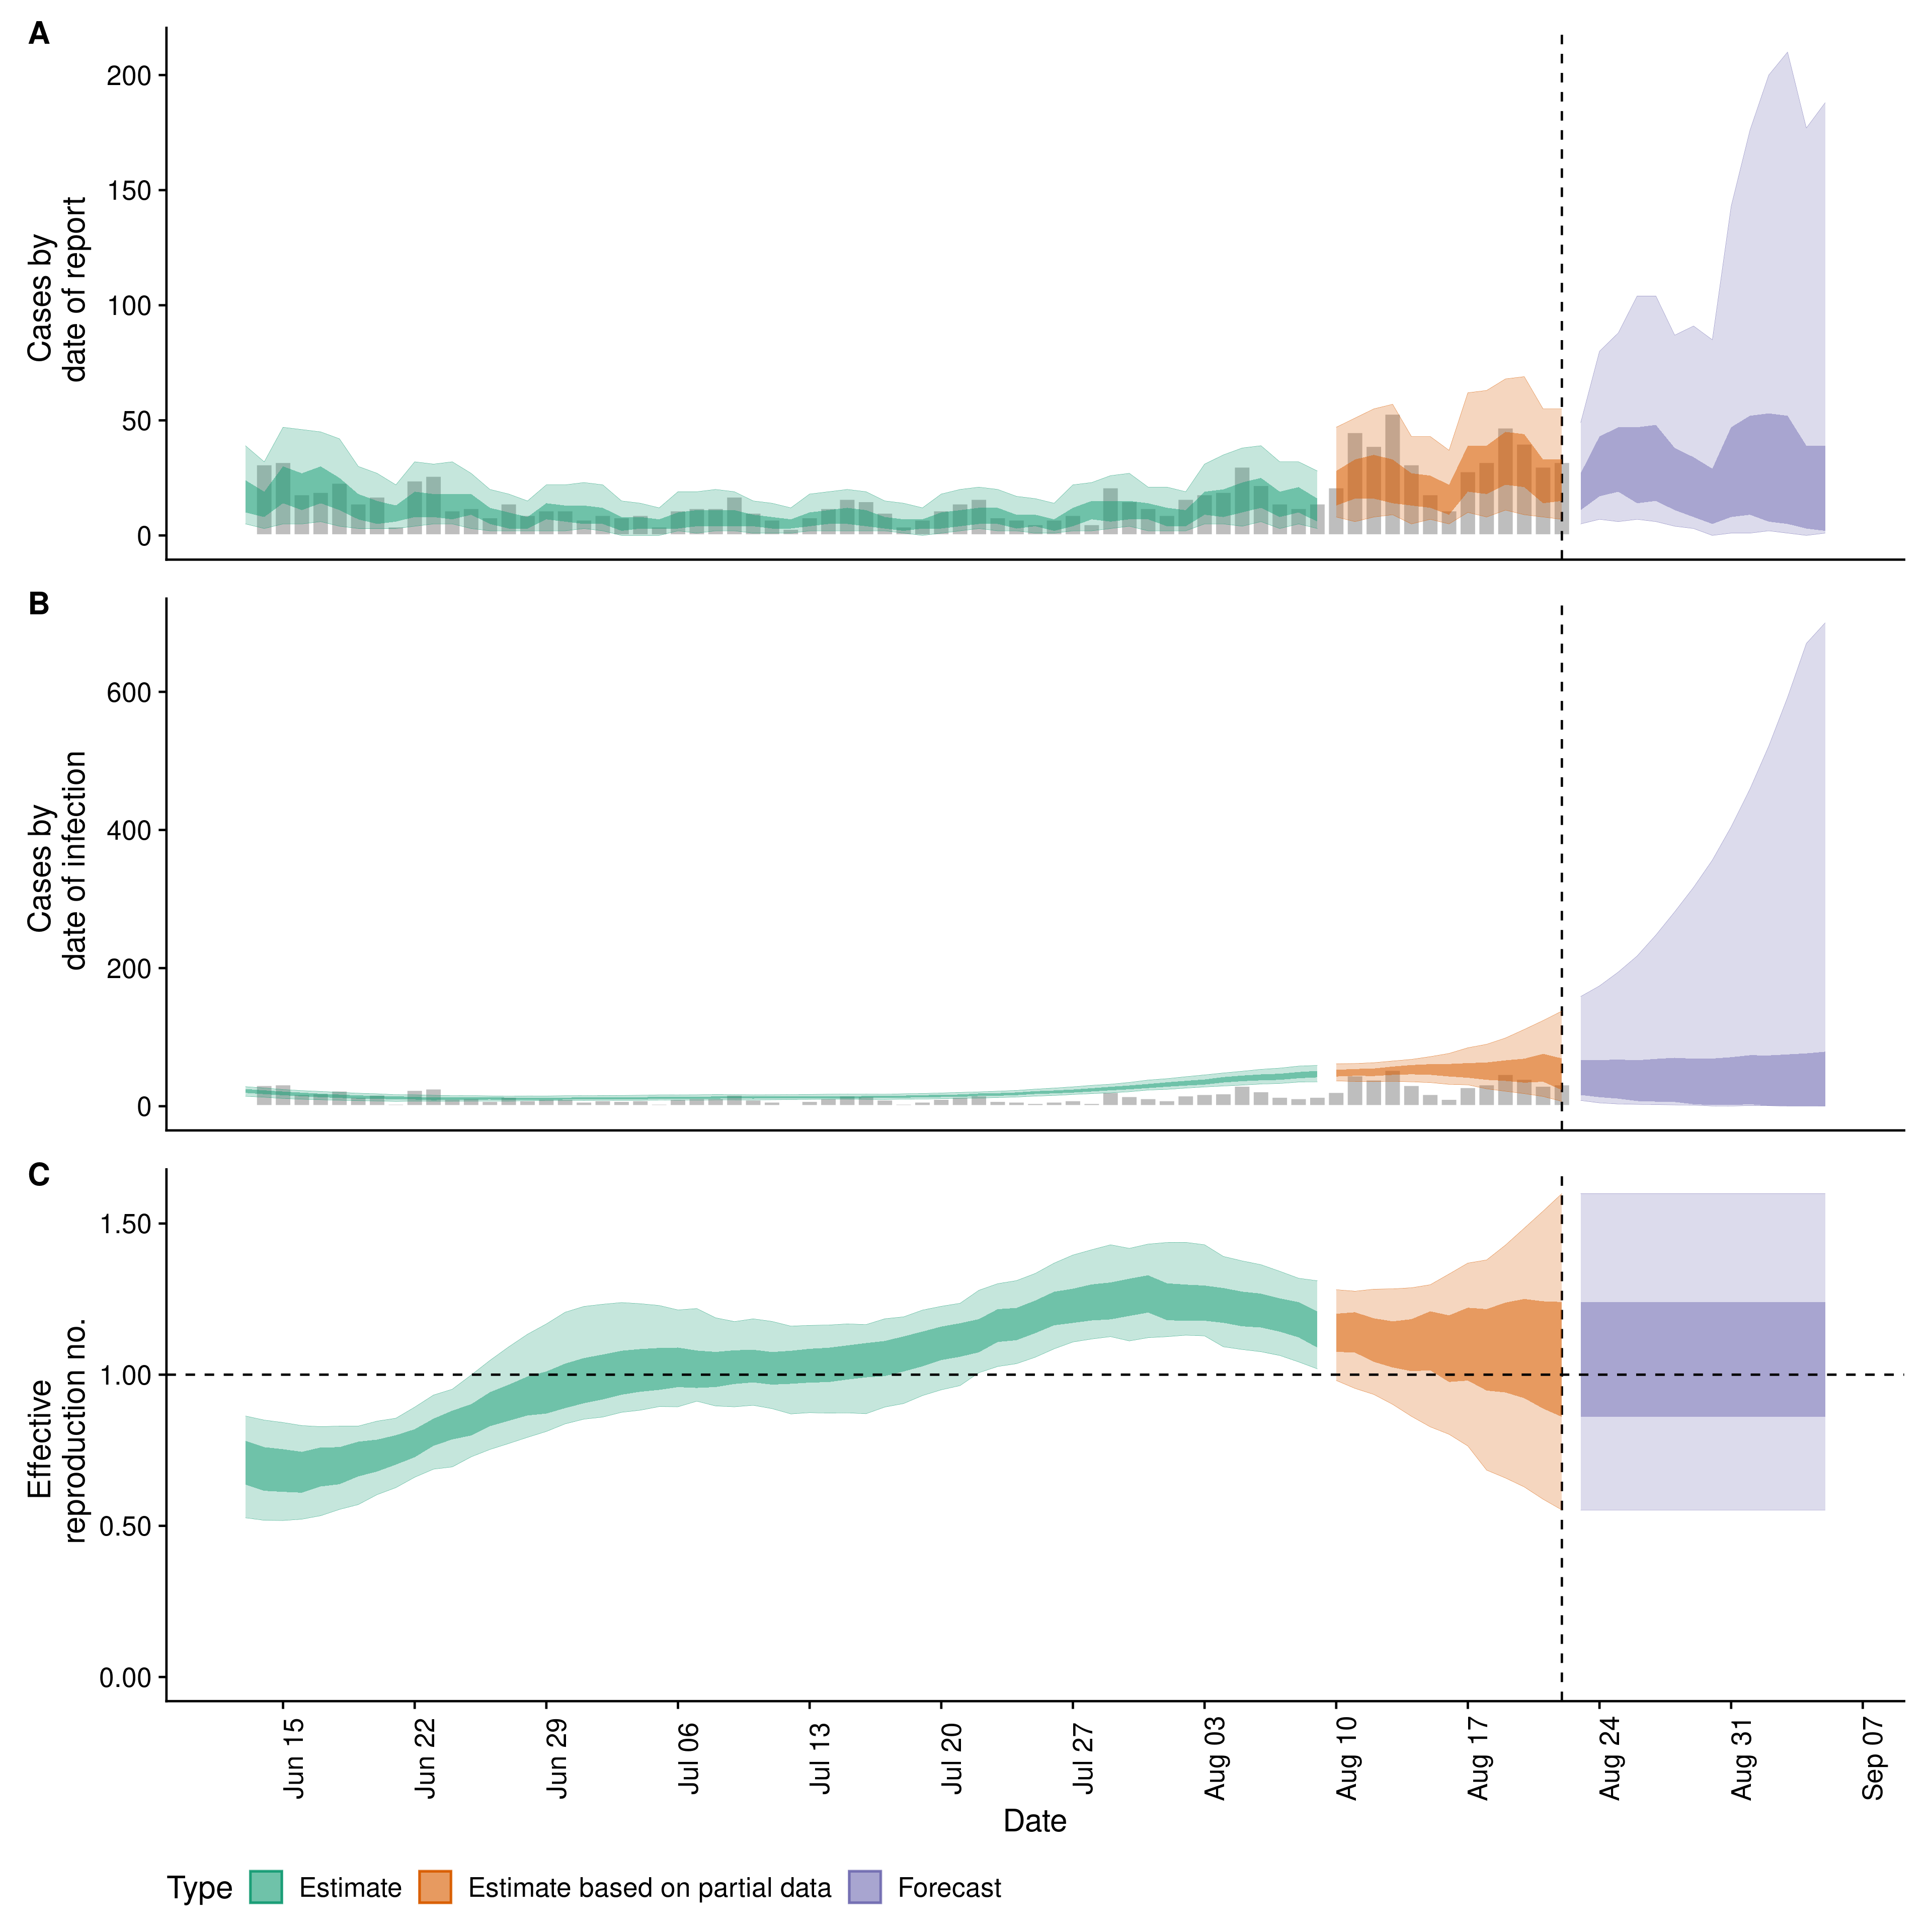 A
Cases by
date of report
200
150
100
50
0
B
Cases by
date of infection
600
400
200
0
C
Effective
reproduction no.
1.50
1.00
0.50
0.00
Jun 15
Jun 22
Jun 29
Jul 06
Jul 13
Jul 20
Jul 27
Aug 03
Aug 10
Aug 17
Aug 24
Aug 31
Sep 07
Date
Type Estimate Estimate based on partial data Forecast